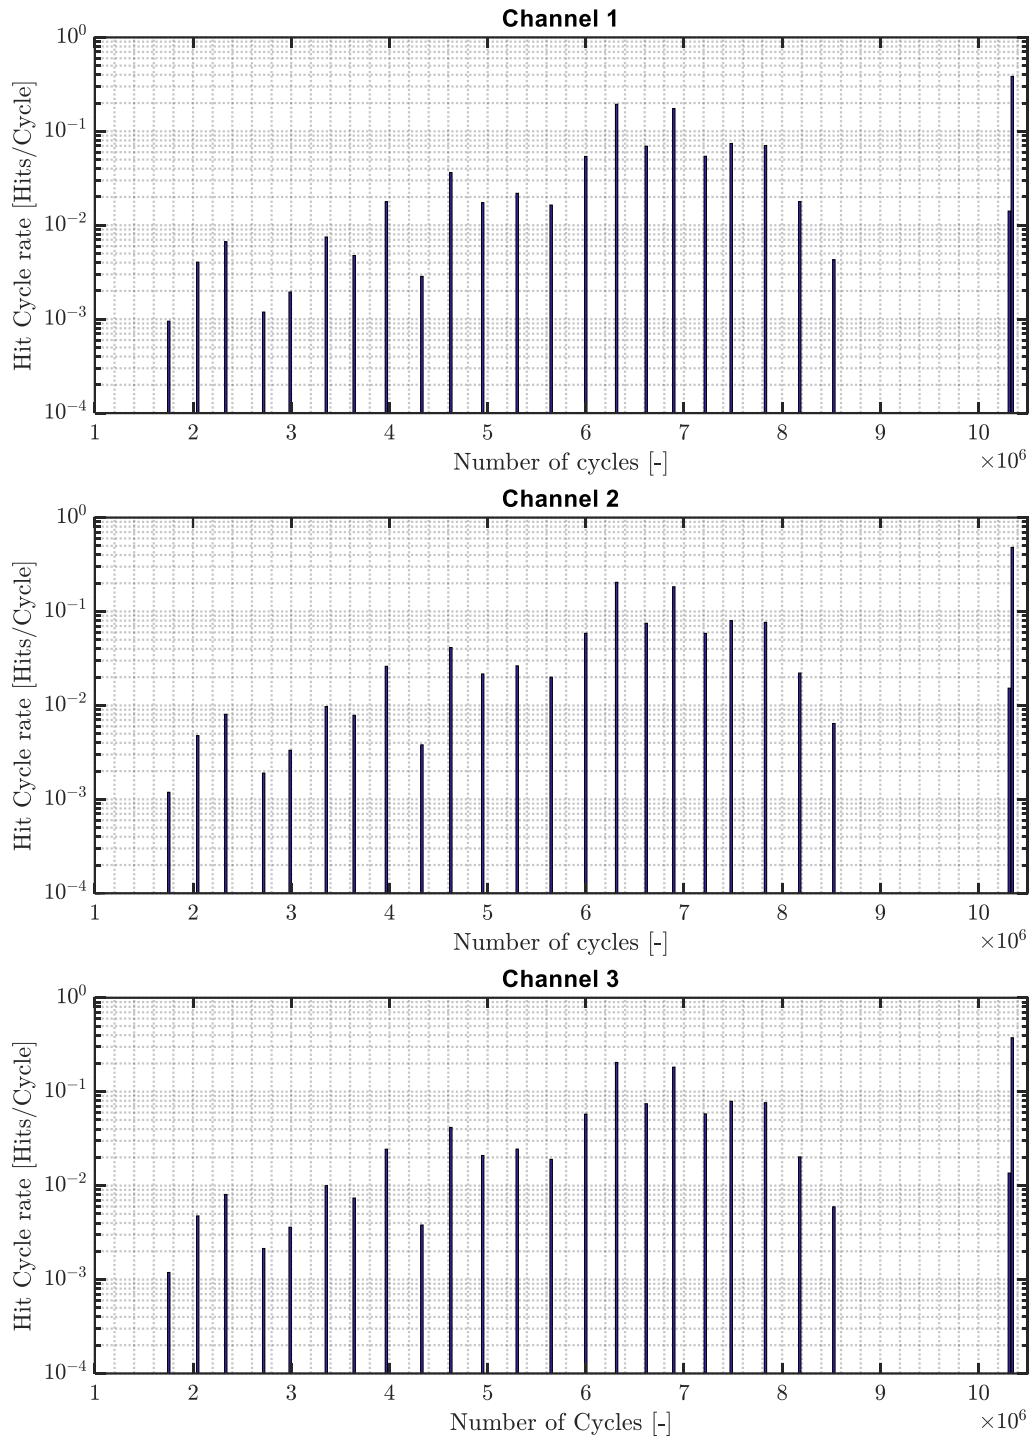 Channel 1
Hit Cycle rate [Hits/Cycle]
10^0
10^-1
10^-2
10^-3
10^-4
1 2 3 4 5 6 7 8 9 10
Number of cycles [-]
×10^6
Channel 2
Hit Cycle rate [Hits/Cycle]
10^0
10^-1
10^-2
10^-3
10^-4
1 2 3 4 5 6 7 8 9 10
Number of cycles [-]
×10^6
Channel 3
Hit Cycle rate [Hits/Cycle]
10^0
10^-1
10^-2
10^-3
10^-4
1 2 3 4 5 6 7 8 9 10
Number of Cycles [-]
×10^6